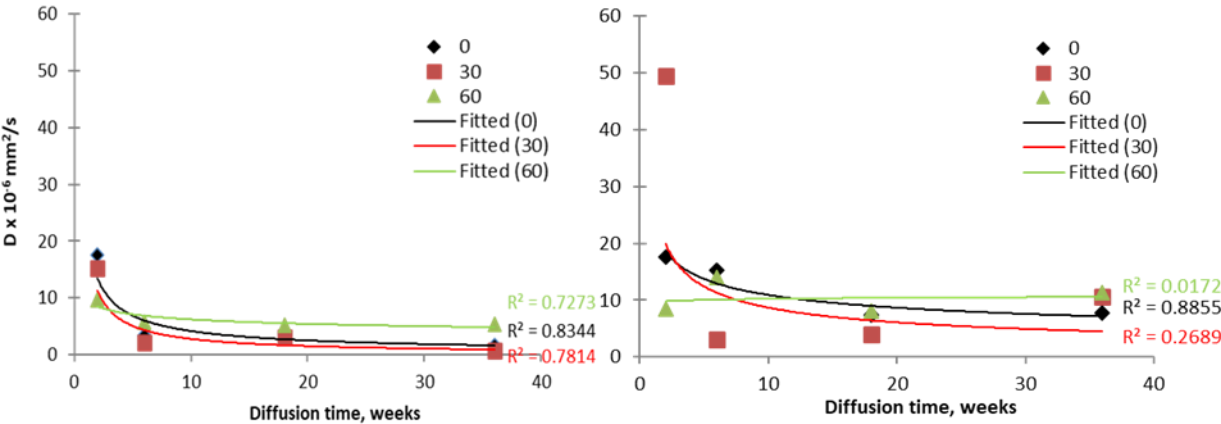 60
50
40
30
20
10
0
D x 10⁻⁶ mm²/s
0
30
60
Fitted (0)
Fitted (30)
Fitted (60)
R² = 0.7273
R² = 0.8344
R² = 0.7814
0 10 20 30 40
Diffusion time, weeks
60
50
40
30
20
10
0
0
30
60
Fitted (0)
Fitted (30)
Fitted (60)
R² = 0.0172
R² = 0.8855
R² = 0.2689
0 10 20 30 40
Diffusion time, weeks